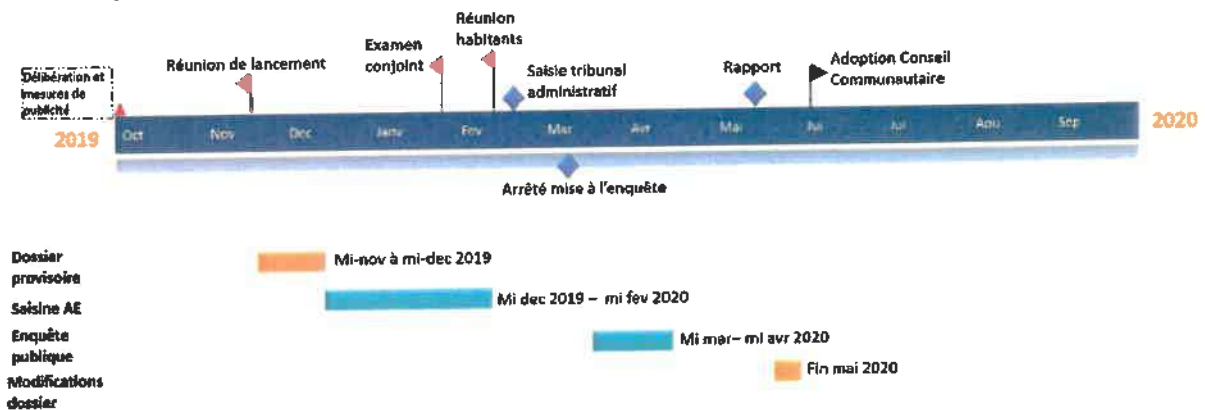 Réunion
habitants
Examen
conjoint
Réunion de lancement
Saisie tribunal
administratif
Rapport
Adoption Conseil
Communautaire
Délibération et
mesures de
publicité
2019
Oct
Nov
Dec
Janv
Fev
Mar
Avr
Mai
Jui
Jul
Aou
Sep
2020
Arrêté mise à l'enquête
Dossier
provisoire
Mi-nov à mi-dec 2019
Saisine AE
Mi dec 2019 – mi fev 2020
Enquête
publique
Mi mar– mi avr 2020
Modifications
dossier
Fin mai 2020